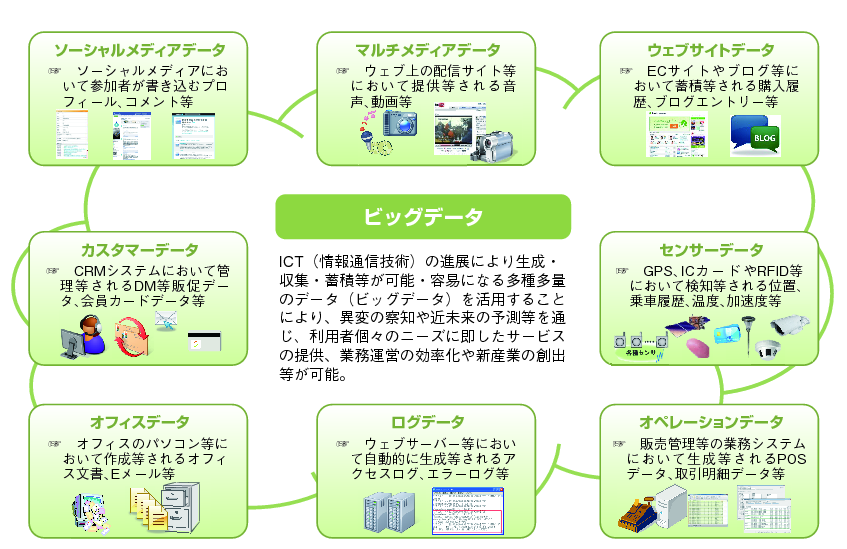 ソーシャルメディアデータ
☞ ソーシャルメディアにお
いて参加者が書き込むプロ
フィール、コメント等
マルチメディアデータ
☞ ウェブ上の配信サイト等
において提供等される音
声、動画等
ウェブサイトデータ
☞ ECサイトやブログ等に
おいて蓄積等される購入履
歴、ブログエントリー等
BLOG
ビッグデータ
ICT（情報通信技術）の進展により生成・
収集・蓄積等が可能・容易になる多種多量
のデータ（ビッグデータ）を活用すること
により、異変の察知や近未来の予測等を通
じ、利用者個々のニーズに即したサービス
の提供、業務運営の効率化や新産業の創出
等が可能。
カスタマーデータ
☞ CRMシステムにおいて管
理等されるDM等販促デー
タ、会員カードデータ等
センサーデータ
☞ GPS、ICカードやRFID等
において検知等される位置、
乗車履歴、温度、加速度等
各種センサ
オフィスデータ
☞ オフィスのパソコン等に
おいて作成等されるオフィ
ス文書、Eメール等
ログデータ
☞ ウェブサーバー等におい
て自動的に生成等されるア
クセスログ、エラーログ等
オペレーションデータ
☞ 販売管理等の業務システム
において生成等されるPOS
データ、取引明細データ等